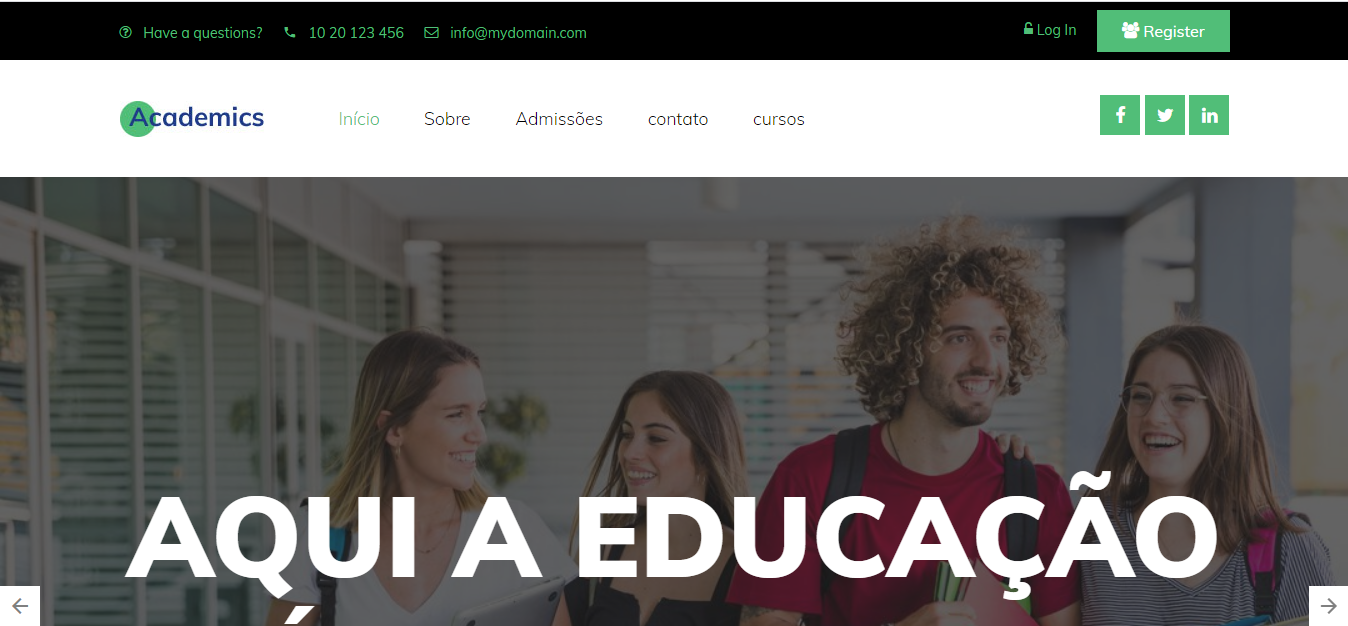 Have a questions? 10 20 123 456 info@mydomain.com Log In Register
Academics Início Sobre Admissões contato cursos
AQUI A EDUCAÇÃO